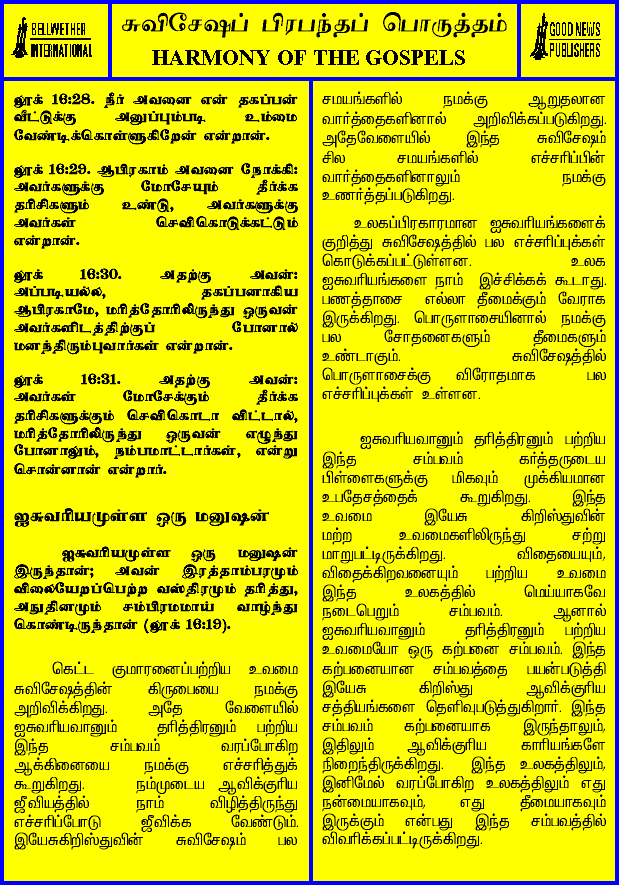 BELLWETHER
INTERNATIONAL
சுவிசேஷப் பிரபந்தப் பொருத்தம்
HARMONY OF THE GOSPELS
GOOD NEWS
PUBLISHERS
லூக் 16:28. நீர் அவனை என் தகப்பன்
வீட்டுக்கு அனுப்பும்படி உம்மை
வேண்டிக்கொள்ளுகிறேன் என்றான்.
லூக் 16:29. ஆபிரகாம் அவனை நோக்கி:
அவர்களுக்கு மோசேயும் தீர்க்க
தரிசிகளும் உண்டு, அவர்களுக்கு
அவர்கள் செவிகொடுக்கட்டும்
என்றான்.
லூக் 16:30. அதற்கு அவன்:
அப்படியல்ல, தகப்பனாகிய
ஆபிரகாமே, மரித்தோரிலிருந்து ஒருவன்
அவர்களிடத்திற்குப் போனால்
மனந்திரும்புவார்கள் என்றான்.
லூக் 16:31. அதற்கு அவன்:
அவர்கள் மோசேக்கும் தீர்க்க
தரிசிகளுக்கும் செவிகொடா விட்டால்,
மரித்தோரிலிருந்து ஒருவன் எழுந்து
போனாலும், நம்பமாட்டார்கள், என்று
சொன்னான் என்றார்.
ஐசுவரியமுள்ள ஒரு மனுஷன்
ஐசுவரியமுள்ள ஒரு மனுஷன்
இருந்தான்; அவன் இரத்தாம்பரமும்
விலையேறப்பெற்ற வஸ்திரமும் தரித்து,
அநுதினமும் சம்பிரமமாய் வாழ்ந்து
கொண்டிருந்தான் (லூக் 16:19).
கெட்ட குமாரனைப்பற்றிய உவமை
சுவிசேஷத்தின் கிருபையை நமக்கு
அறிவிக்கிறது. அதே வேளையில்
ஐசுவரியவானும் தரித்திரனும் பற்றிய
இந்த சம்பவம் வரப்போகிற
ஆக்கினையை நமக்கு எச்சரித்துக்
கூறுகிறது. நம்முடைய ஆவிக்குரிய
ஜீவியத்தில் நாம் விழித்திருந்து
எச்சரிப்போடு ஜீவிக்க வேண்டும்.
இயேசுகிறிஸ்துவின் சுவிசேஷம் பல
சமயங்களில் நமக்கு ஆறுதலான
வார்த்தைகளினால் அறிவிக்கப்படுகிறது.
அதேவேளையில் இந்த சுவிசேஷம்
சில சமயங்களில் எச்சரிப்பின்
வார்த்தைகளினாலும் நமக்கு
உணர்த்தப்படுகிறது.
உலகப்பிரகாரமான ஐசுவரியங்களைக்
குறித்து சுவிசேஷத்தில் பல எச்சரிப்புக்கள்
கொடுக்கப்பட்டுள்ளன. உலக
ஐசுவரியங்களை நாம் இச்சிக்கக் கூடாது.
பணத்தாசை எல்லா தீமைக்கும் வேராக
இருக்கிறது. பொருளாசையினால் நமக்கு
பல சோதனைகளும் தீமைகளும்
உண்டாகும். சுவிசேஷத்தில்
பொருளாசைக்கு விரோதமாக பல
எச்சரிப்புக்கள் உள்ளன.
ஐசுவரியவானும் தரித்திரனும் பற்றிய
இந்த சம்பவம் கர்த்தருடைய
பிள்ளைகளுக்கு மிகவும் முக்கியமான
உபதேசத்தைக் கூறுகிறது. இந்த
உவமை இயேசு கிறிஸ்துவின்
மற்ற உவமைகளிலிருந்து சற்று
மாறுபட்டிருக்கிறது. விதையையும்,
விதைக்கிறவனையும் பற்றிய உவமை
இந்த உலகத்தில் மெய்யாகவே
நடைபெறும் சம்பவம். ஆனால்
ஐசுவரியவானும் தரித்திரனும் பற்றிய
உவமையோ ஒரு கற்பனை சம்பவம். இந்த
கற்பனையான சம்பவத்தை பயன்படுத்தி
இயேசு கிறிஸ்து ஆவிக்குரிய
சத்தியங்களை தெளிவுபடுத்துகிறார். இந்த
சம்பவம் கற்பனையாக இருந்தாலும்,
இதிலும் ஆவிக்குரிய காரியங்களே
நிறைந்திருக்கிறது. இந்த உலகத்திலும்,
இனிமேல் வரப்போகிற உலகத்திலும் எது
நன்மையாகவும், எது தீமையாகவும்
இருக்கும் என்பது இந்த சம்பவத்தில்
விவரிக்கப்பட்டிருக்கிறது.